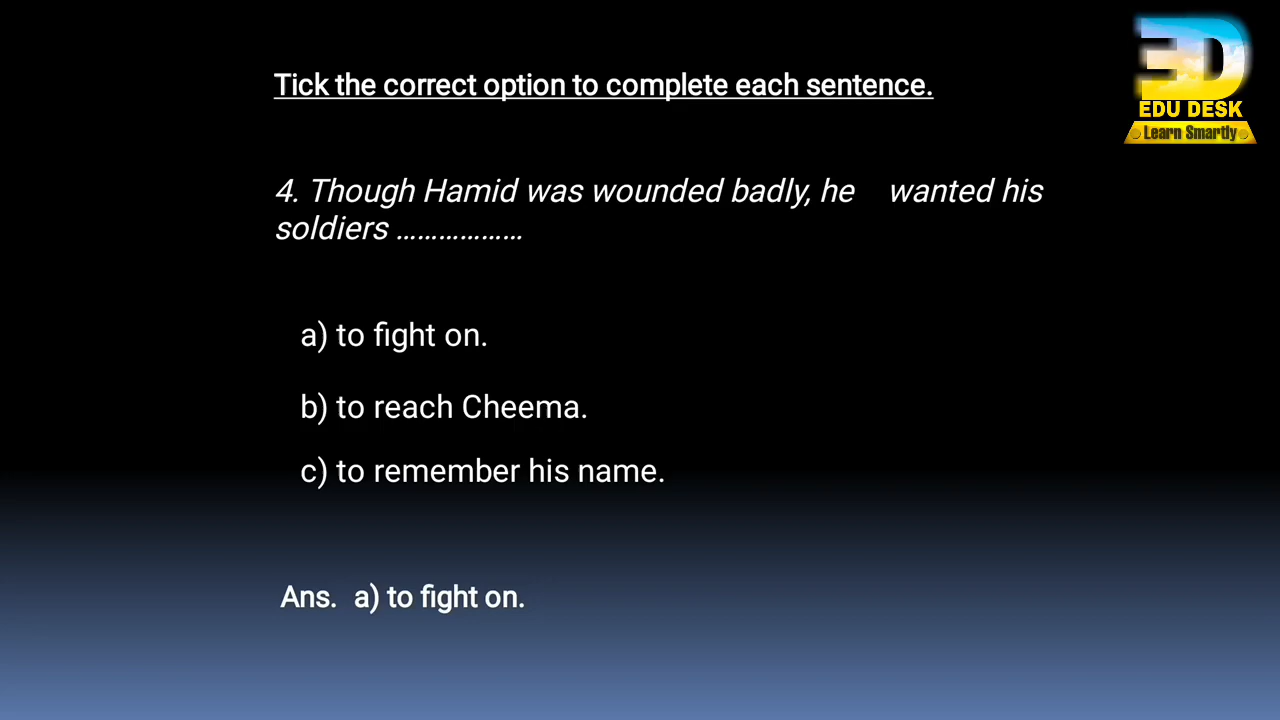 ED
EDU DESK
Learn Smartly
Tick the correct option to complete each sentence.
4. Though Hamid was wounded badly, he    wanted his
soldiers ………………
a) to fight on.
b) to reach Cheema.
c) to remember his name.
Ans.  a) to fight on.